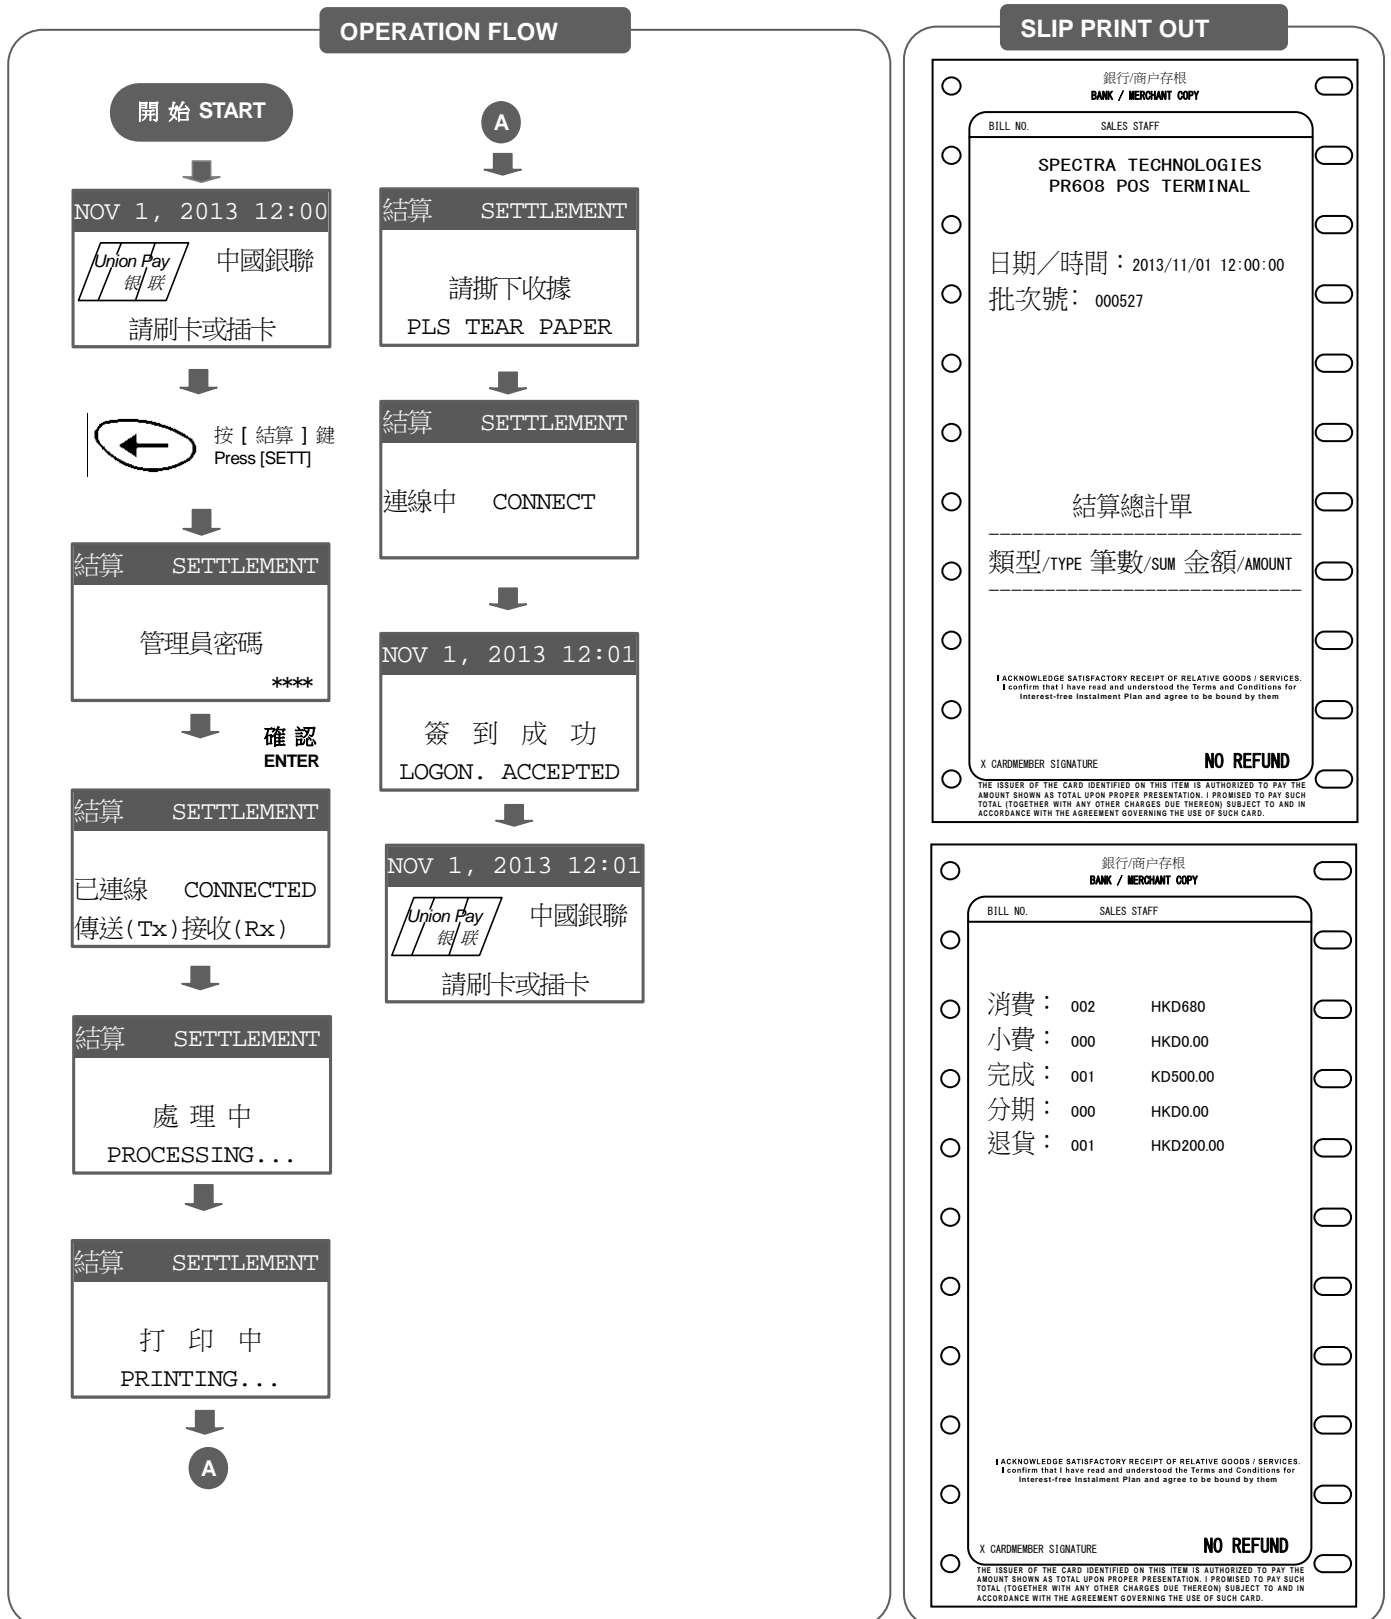 OPERATION FLOW
開 始 START
NOV 1, 2013 12:00
Union Pay
银联
中國銀聯
請刷卡或插卡
按 [ 結算 ] 鍵
Press [SETT]
結算 SETTLEMENT
管理員密碼
****
確 認
ENTER
結算 SETTLEMENT
已連線 CONNECTED
傳送(Tx)接收(Rx)
結算 SETTLEMENT
處 理 中
PROCESSING...
結算 SETTLEMENT
打 印 中
PRINTING...
A
A
結算 SETTLEMENT
請撕下收據
PLS TEAR PAPER
結算 SETTLEMENT
連線中 CONNECT
NOV 1, 2013 12:01
簽 到 成 功
LOGON. ACCEPTED
NOV 1, 2013 12:01
Union Pay
银联
中國銀聯
請刷卡或插卡
SLIP PRINT OUT
銀行/商户存根
BANK / MERCHANT COPY
BILL NO. SALES STAFF
SPECTRA TECHNOLOGIES
PR608 POS TERMINAL
日期／時間：2013/11/01 12:00:00
批次號: 000527
結算總計單
----------------------------
類型/TYPE 筆數/SUM 金額/AMOUNT
----------------------------
I ACKNOWLEDGE SATISFACTORY RECEIPT OF RELATIVE GOODS / SERVICES.
I confirm that I have read and understood the Terms and Conditions for
Interest-free Instalment Plan and agree to be bound by them
X CARDMEMBER SIGNATURE NO REFUND
THE ISSUER OF THE CARD IDENTIFIED ON THIS ITEM IS AUTHORIZED TO PAY THE
AMOUNT SHOWN AS TOTAL UPON PROPER PRESENTATION. I PROMISED TO PAY SUCH
TOTAL (TOGETHER WITH ANY OTHER CHARGES DUE THEREON) SUBJECT TO AND IN
ACCORDANCE WITH THE AGREEMENT GOVERNING THE USE OF SUCH CARD.
銀行/商户存根
BANK / MERCHANT COPY
BILL NO. SALES STAFF
消費： 002 HKD680
小費： 000 HKD0.00
完成： 001 KD500.00
分期： 000 HKD0.00
退貨： 001 HKD200.00
I ACKNOWLEDGE SATISFACTORY RECEIPT OF RELATIVE GOODS / SERVICES.
I confirm that I have read and understood the Terms and Conditions for
Interest-free Instalment Plan and agree to be bound by them
X CARDMEMBER SIGNATURE NO REFUND
THE ISSUER OF THE CARD IDENTIFIED ON THIS ITEM IS AUTHORIZED TO PAY THE
AMOUNT SHOWN AS TOTAL UPON PROPER PRESENTATION. I PROMISED TO PAY SUCH
TOTAL (TOGETHER WITH ANY OTHER CHARGES DUE THEREON) SUBJECT TO AND IN
ACCORDANCE WITH THE AGREEMENT GOVERNING THE USE OF SUCH CARD.